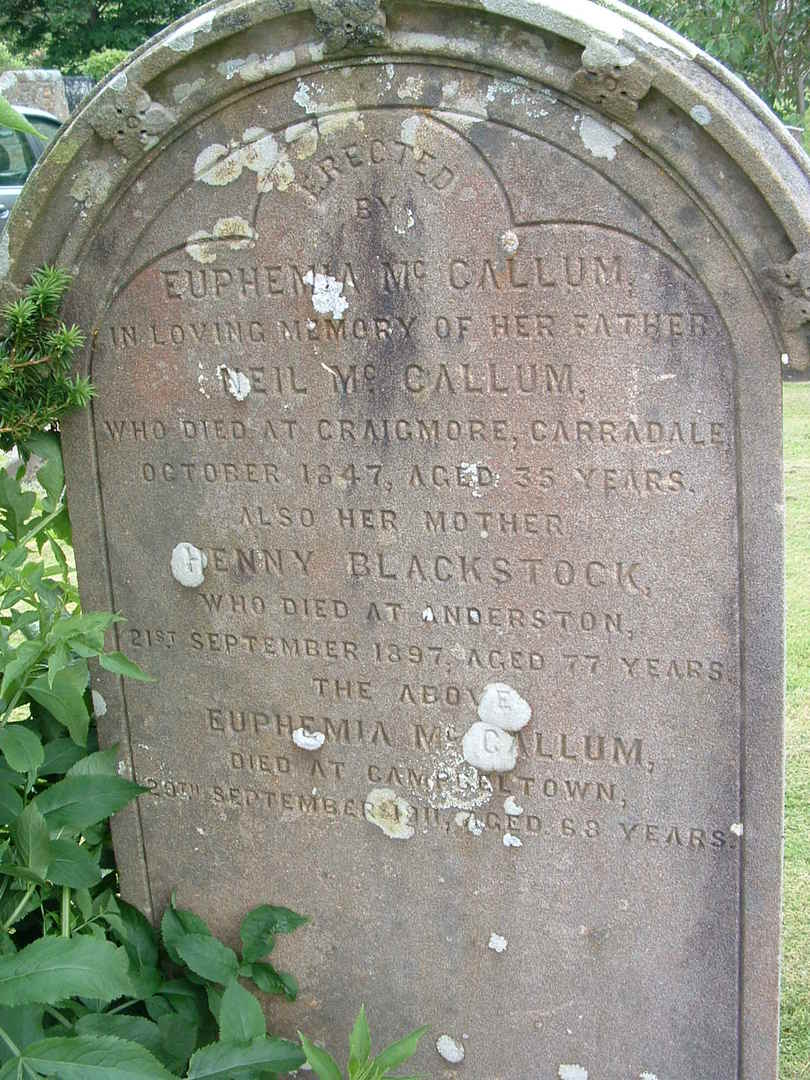 ERECTED
BY
EUPHEMIA Mc CALLUM,
IN LOVING MEMORY OF HER FATHER
NEIL Mc CALLUM,
WHO DIED AT CRAIGMORE, CARRADALE,
OCTOBER 1847, AGED 35 YEARS.
ALSO HER MOTHER
HENNY BLACKSTOCK,
WHO DIED AT ANDERSTON,
21ST SEPTEMBER 1897, AGED 77 YEARS.
THE ABOVE
EUPHEMIA Mc CALLUM,
DIED AT CAMPBELTOWN,
SEPTEMBER 1911, AGED 68 YEARS.